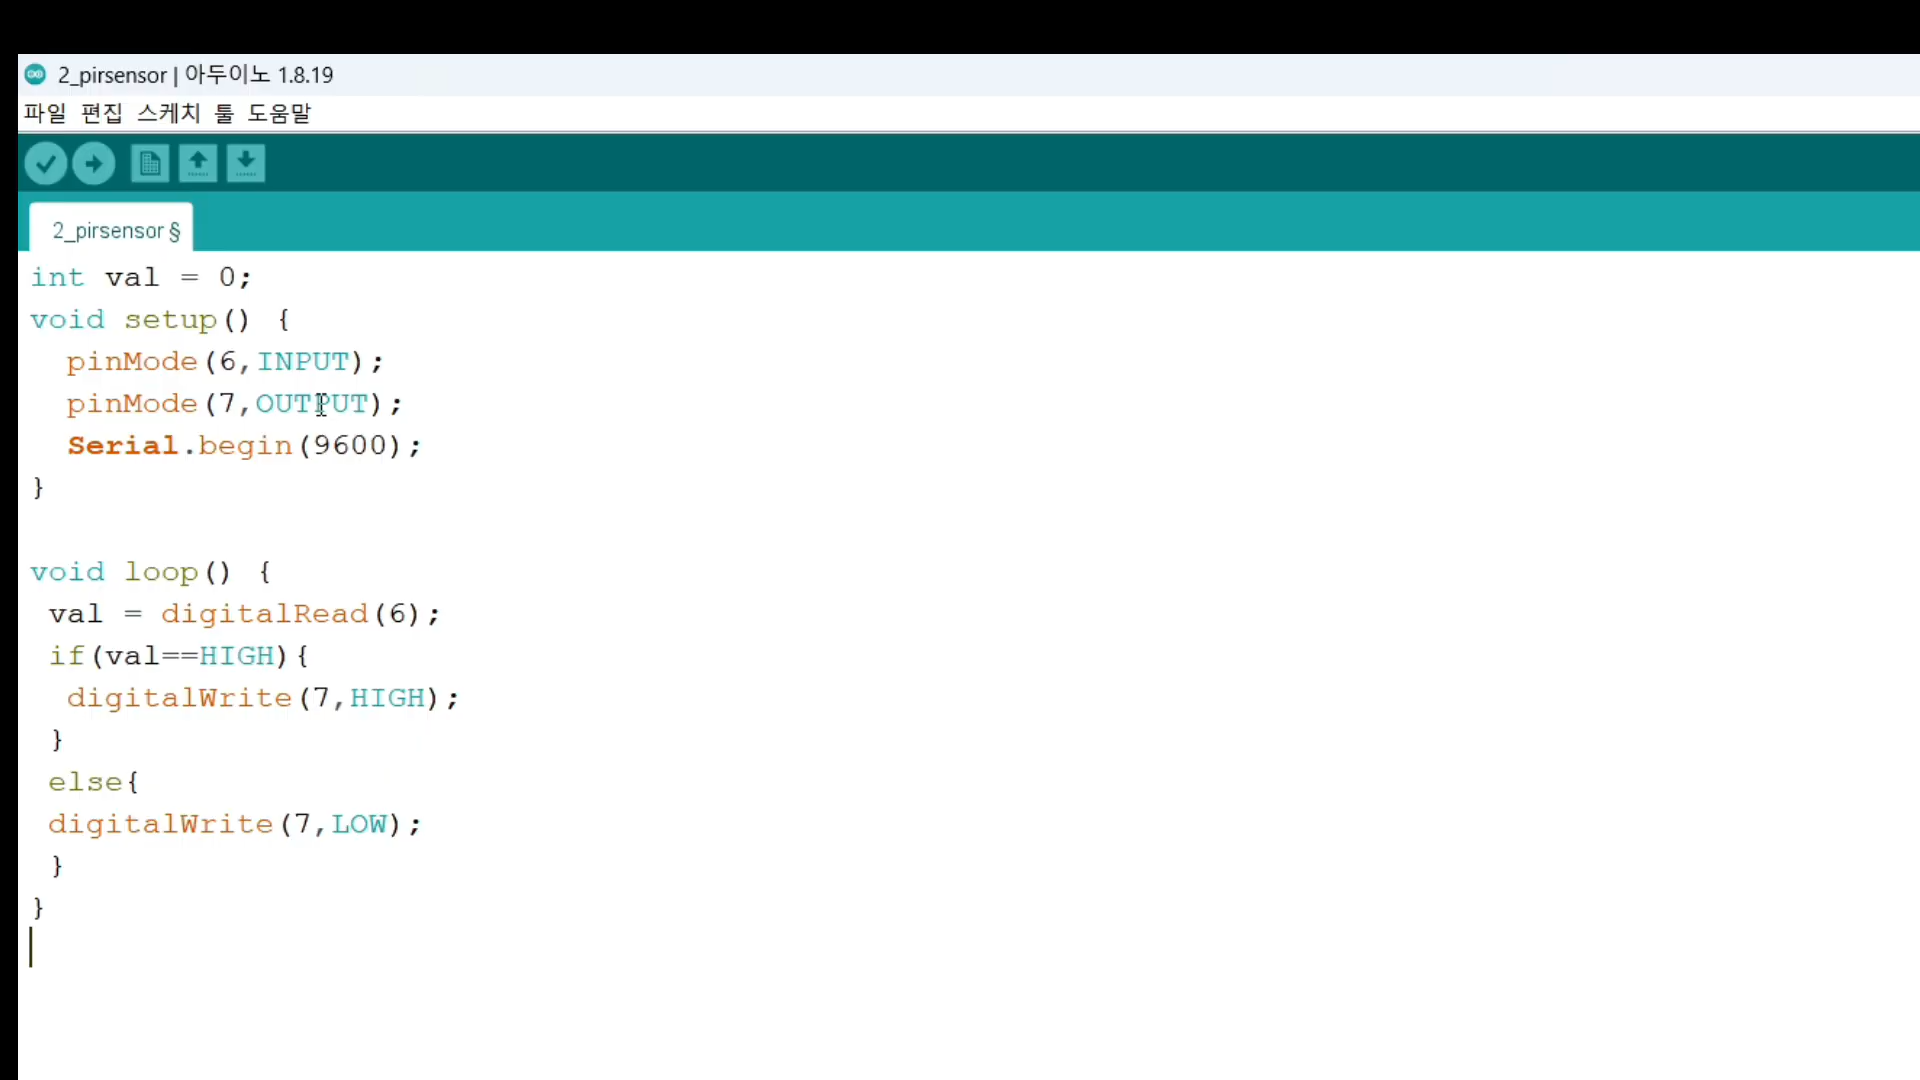 2_pirsensor | 아두이노 1.8.19
파일 편집 스케치 툴 도움말
2_pirsensor §
int val = 0;
void setup() {
  pinMode(6,INPUT);
  pinMode(7,OUTPUT);
  Serial.begin(9600);
}
void loop() {
 val = digitalRead(6);
 if(val==HIGH){
  digitalWrite(7,HIGH);
 }
 else{
 digitalWrite(7,LOW);
 }
}